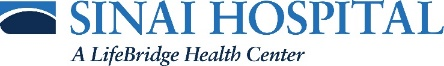 SINAI HOSPITAL
A LifeBridge Health Center